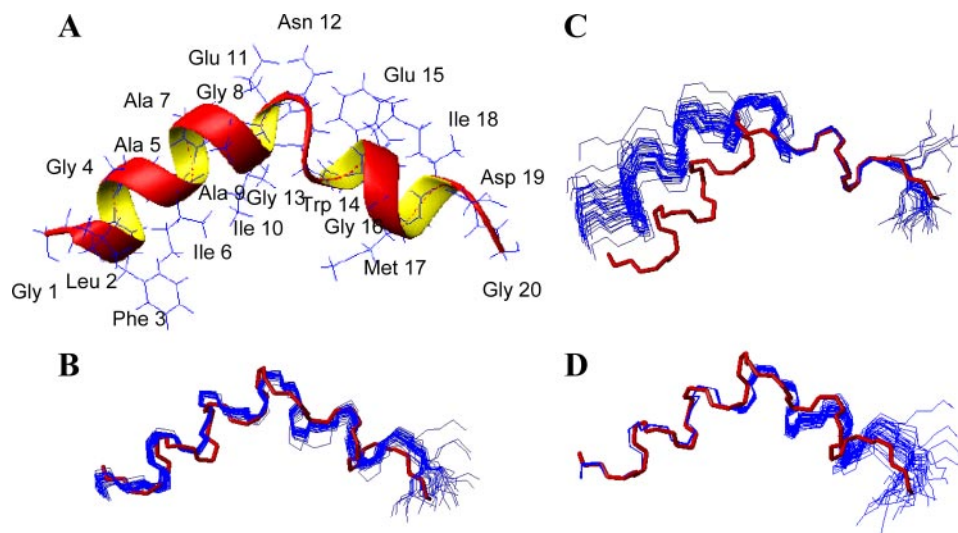 A
Asn 12
Glu 11
Glu 15
Gly 8
Ala 7
Ile 18
Ala 5
Gly 4
Asp 19
Ala 9
Gly 13
Trp 14
Ile 10
Gly 16
Ile 6
Met 17
Leu 2
Gly 1
Gly 20
Phe 3
C
B
D